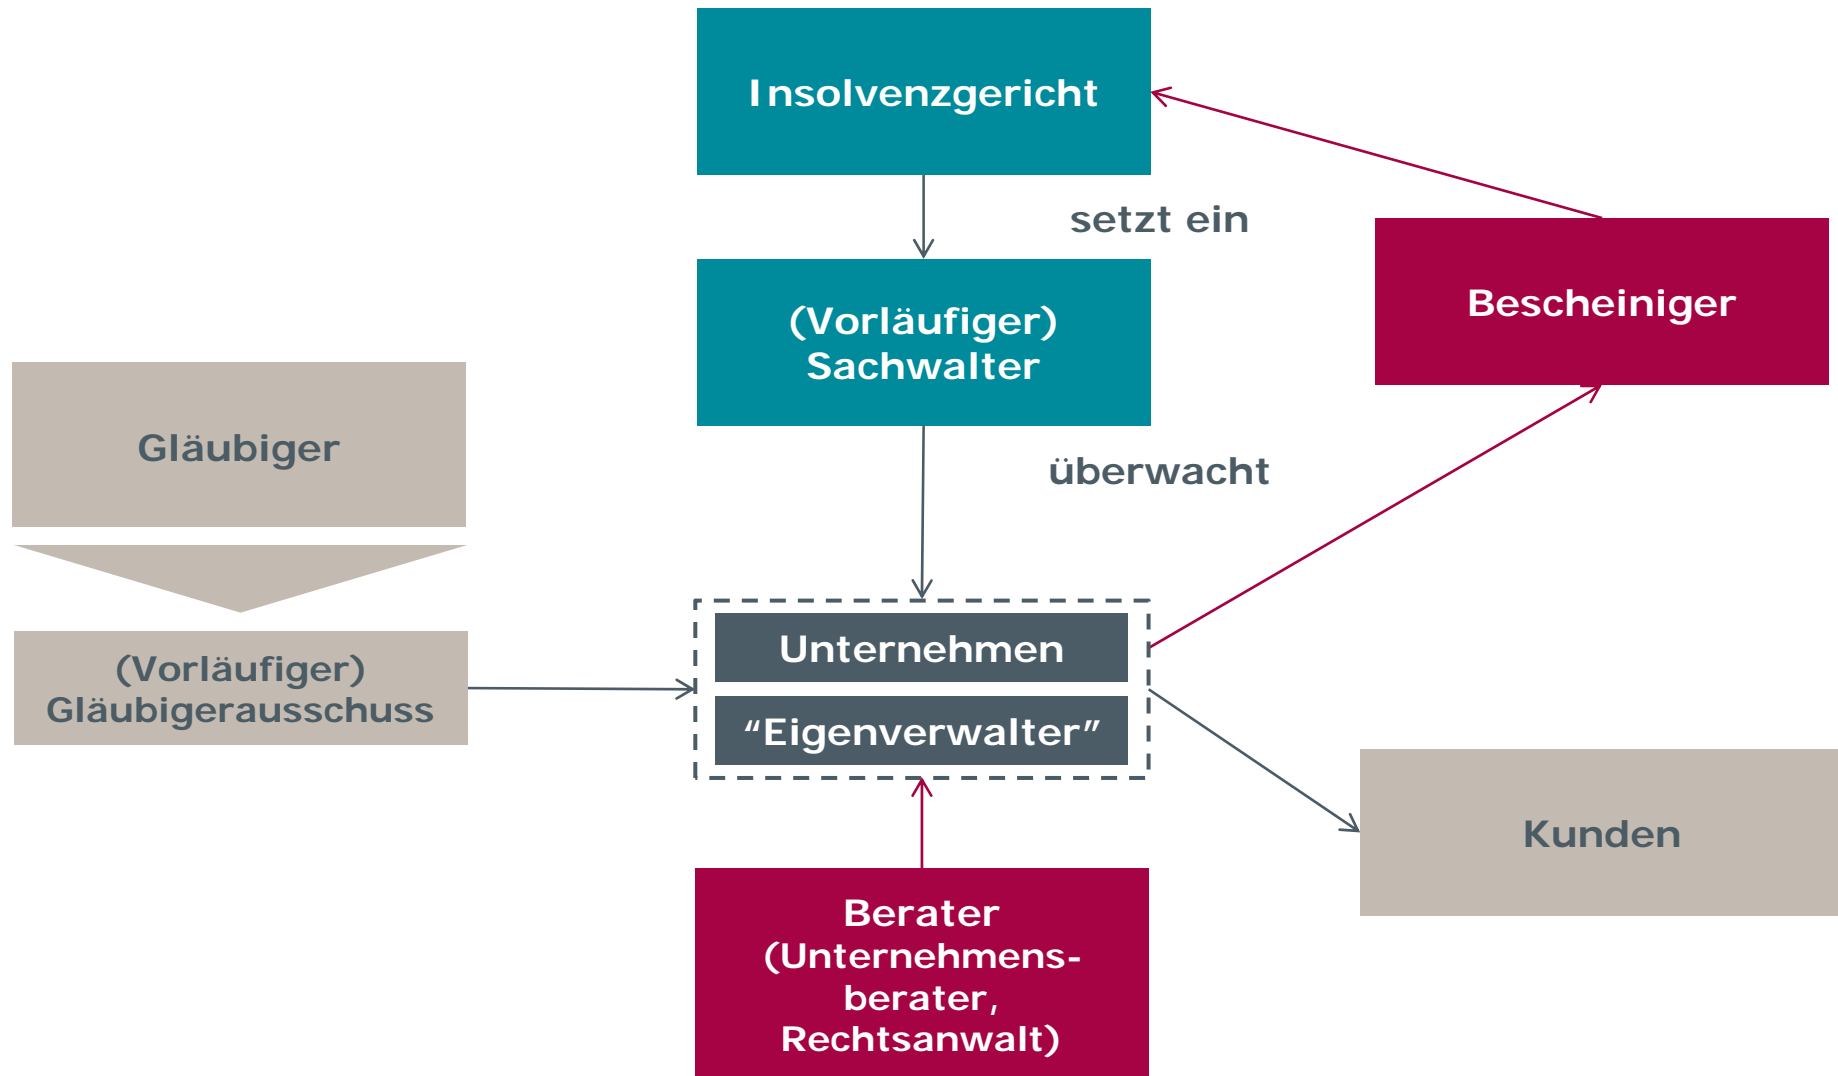 Insolvenzgericht
setzt ein
(Vorläufiger)
Sachwalter
Bescheiniger
überwacht
Gläubiger
(Vorläufiger)
Gläubigerausschuss
Unternehmen
“Eigenverwalter”
Kunden
Berater
(Unternehmens-
berater,
Rechtsanwalt)